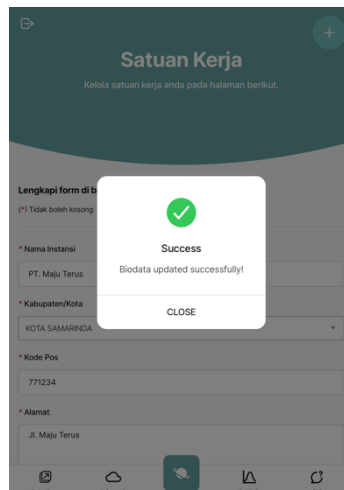 Satuan Kerja
Kelola satuan kerja anda pada halaman berikut.
Lengkapi form di b
(*) Tidak boleh kosong
Success
Biodata updated successfully!
CLOSE
* Nama Instansi
PT. Maju Terus
* Kabupaten/Kota
KOTA SAMARINDA
* Kode Pos
771234
* Alamat
Jl. Maju Terus